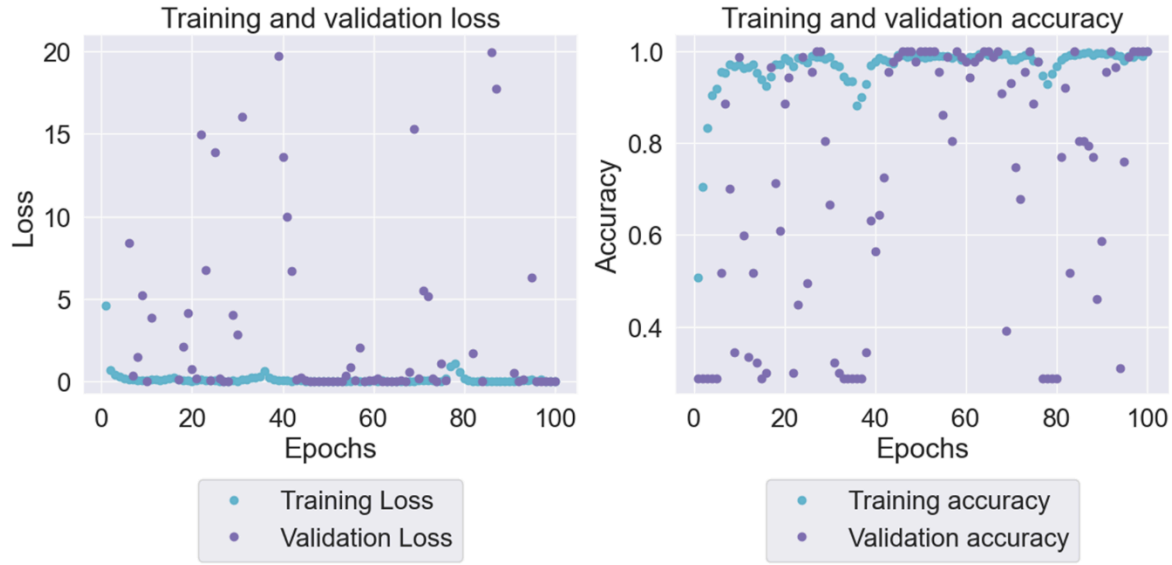 Training and validation loss
20
15
10
5
0
Loss
0 20 40 60 80 100
Epochs
Training Loss
Validation Loss
Training and validation accuracy
1.0
0.8
0.6
0.4
Accuracy
0 20 40 60 80 100
Epochs
Training accuracy
Validation accuracy